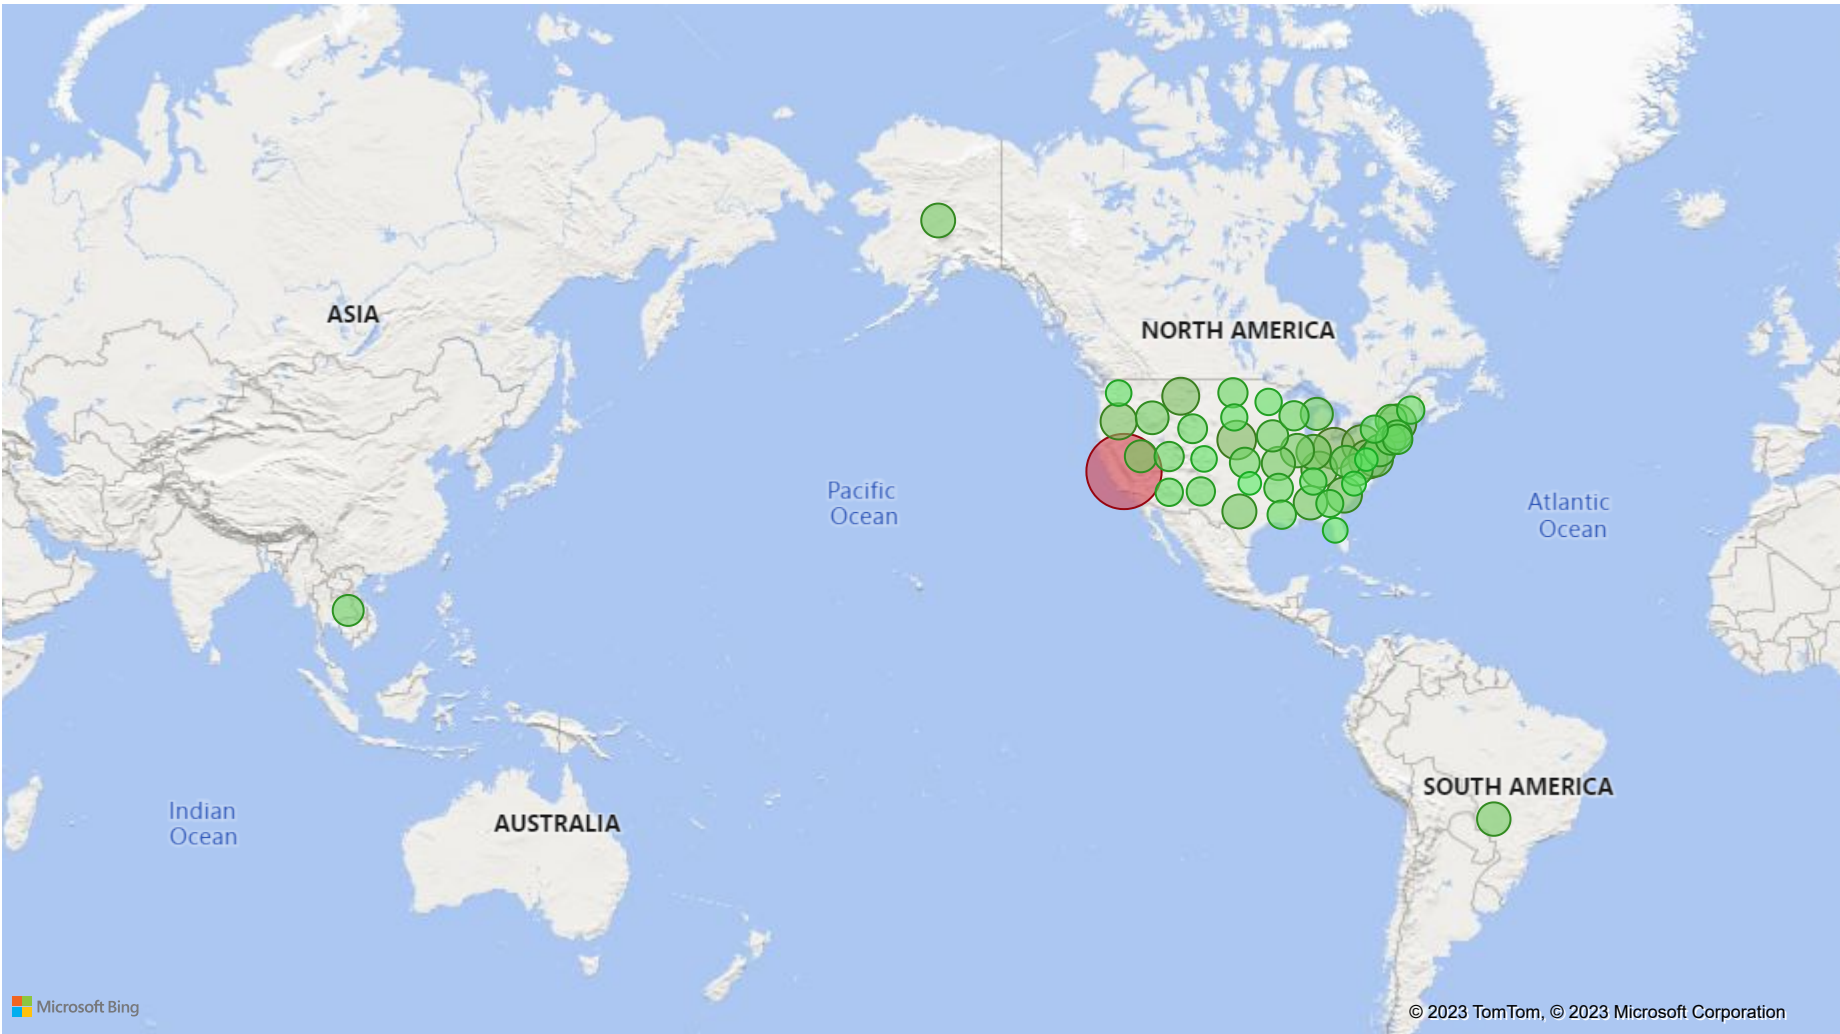 ASIA
NORTH AMERICA
Pacific
Ocean
Atlantic
Ocean
SOUTH AMERICA
Indian
Ocean
AUSTRALIA
Microsoft Bing
© 2023 TomTom, © 2023 Microsoft Corporation